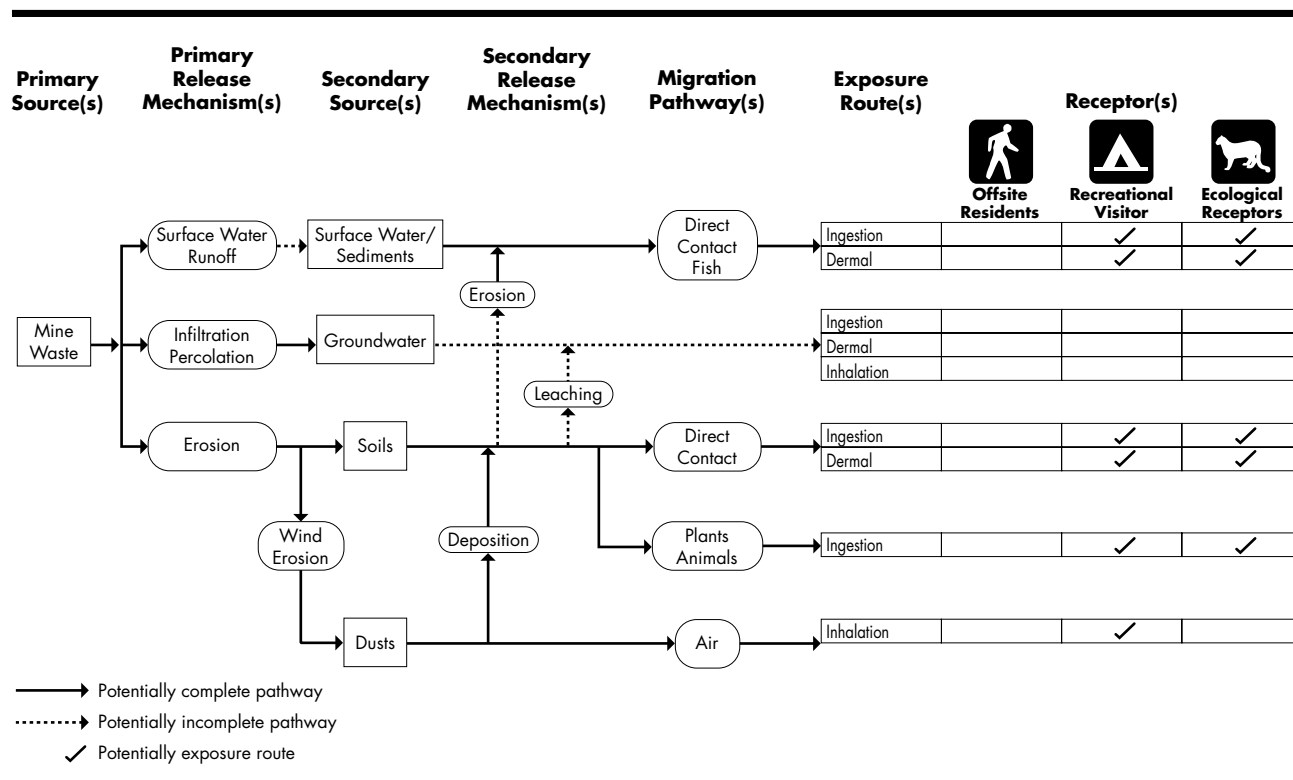 Primary
Source(s)
Primary
Release
Mechanism(s)
Secondary
Source(s)
Secondary
Release
Mechanism(s)
Migration
Pathway(s)
Exposure
Route(s)
Receptor(s)
Offsite
Residents
Recreational
Visitor
Ecological
Receptors
Surface Water
Runoff
Surface Water/
Sediments
Direct
Contact
Fish
Ingestion
Dermal
Erosion
Mine
Waste
Infiltration
Percolation
Groundwater
Ingestion
Dermal
Inhalation
Leaching
Erosion
Soils
Direct
Contact
Ingestion
Dermal
Wind
Erosion
Deposition
Plants
Animals
Ingestion
Dusts
Air
Inhalation
Potentially complete pathway
Potentially incomplete pathway
Potentially exposure route